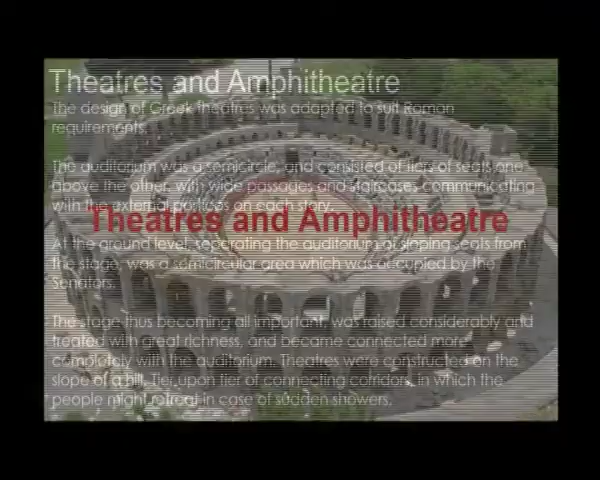 Theatres and Amphitheatre
The design of Greek theatres was adapted to suit Roman
requirements.
The auditorium was a semicircle, and consisted of tiers of seats one
above the other, with wide passages and staircases communicating
with the external porticos on each story.
Theatres and Amphitheatre
At the ground level, separating the auditorium of sloping seats from
the stage, was a semicircular area which was occupied by the
Senators.
The stage thus becoming all important, was raised considerably and
treated with great richness, and became connected more
completely with the auditorium. Theatres were constructed on the
slope of a hill. Tier upon tier of connecting corridors, in which the
people might retreat in case of sudden showers.